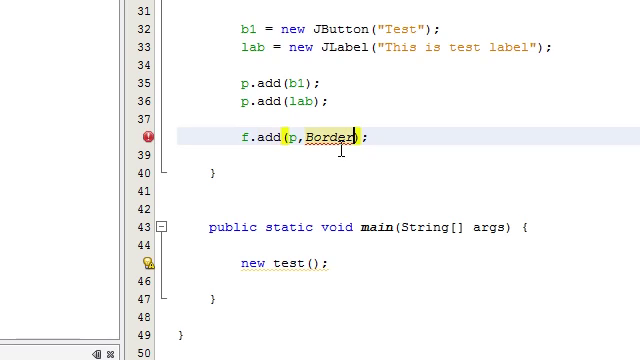 31
32 b1 = new JButton("Test");
33 lab = new JLabel("This is test label");
34
35 p.add(b1);
36 p.add(lab);
37
f.add(p,Border);
39
40 }
41
42
43 public static void main(String[] args) {
44
new test();
46
47 }
48
49 }
50